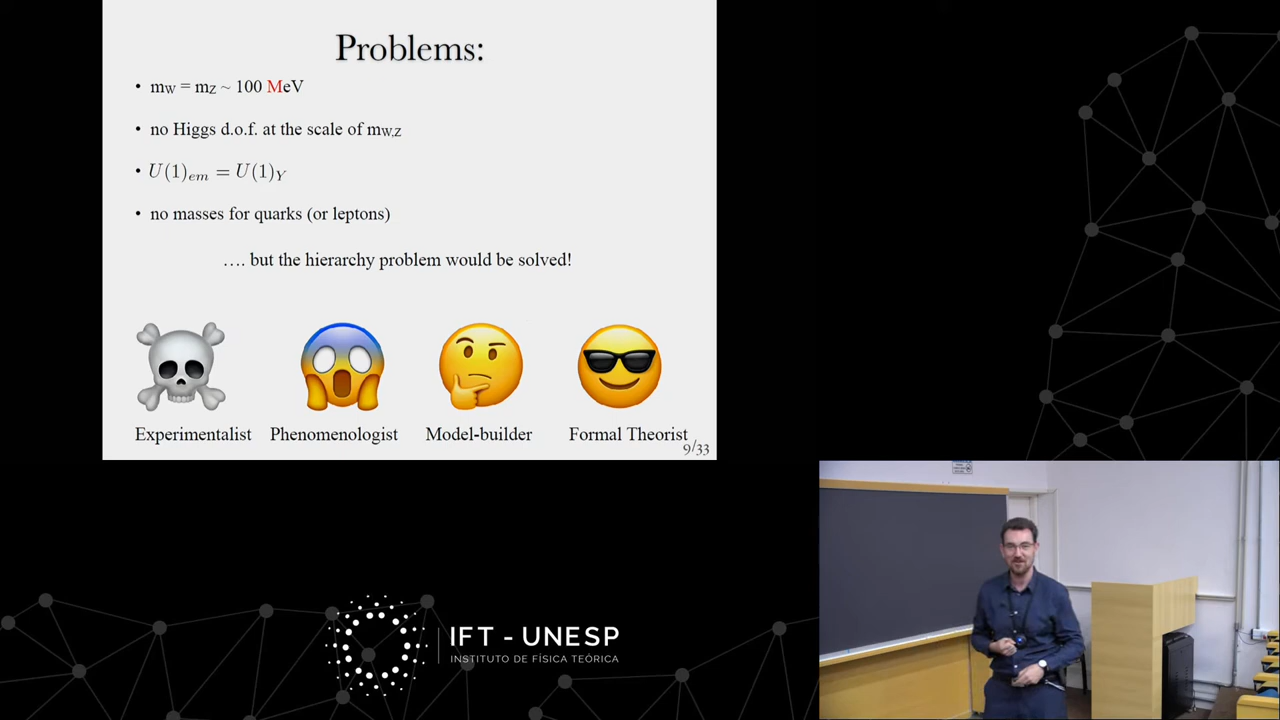 Problems:
• mW = mZ ~ 100 MeV
• no Higgs d.o.f. at the scale of mW,Z
• U(1)em = U(1)Y
• no masses for quarks (or leptons)
…. but the hierarchy problem would be solved!
Experimentalist Phenomenologist Model-builder Formal Theorist
9/33
IFT - UNESP
INSTITUTO DE FÍSICA TEÓRICA